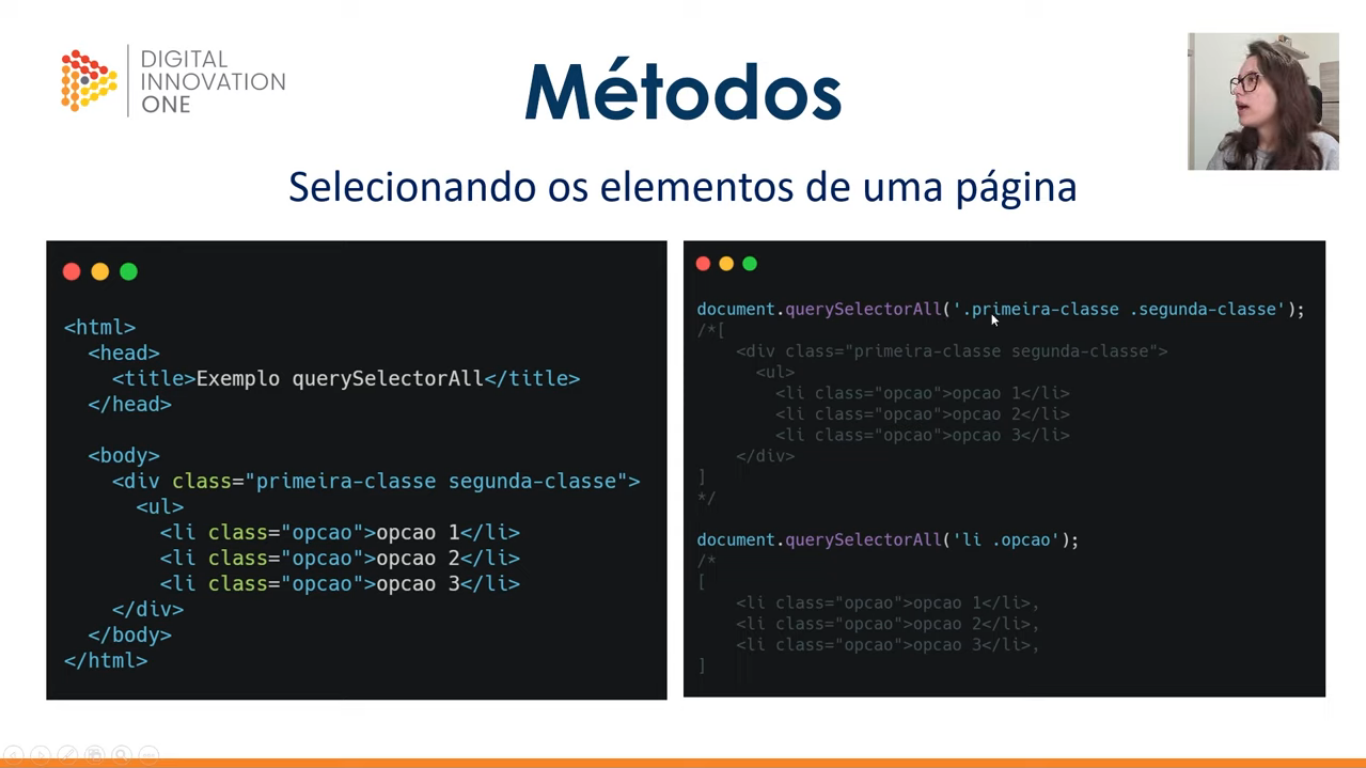 DIGITAL
INNOVATION
ONE
Métodos
Selecionando os elementos de uma página
<html>
<head>
<title>Exemplo querySelectorAll</title>
</head>
<body>
<div class="primeira-classe segunda-classe">
<ul>
<li class="opcao">opcao 1</li>
<li class="opcao">opcao 2</li>
<li class="opcao">opcao 3</li>
</div>
</body>
</html>
document.querySelectorAll('.primeira-classe .segunda-classe');
/*[
<div class="primeira-classe segunda-classe">
<ul>
<li class="opcao">opcao 1</li>
<li class="opcao">opcao 2</li>
<li class="opcao">opcao 3</li>
</div>
]
*/
document.querySelectorAll('li .opcao');
/*
[
<li class="opcao">opcao 1</li>,
<li class="opcao">opcao 2</li>,
<li class="opcao">opcao 3</li>,
]